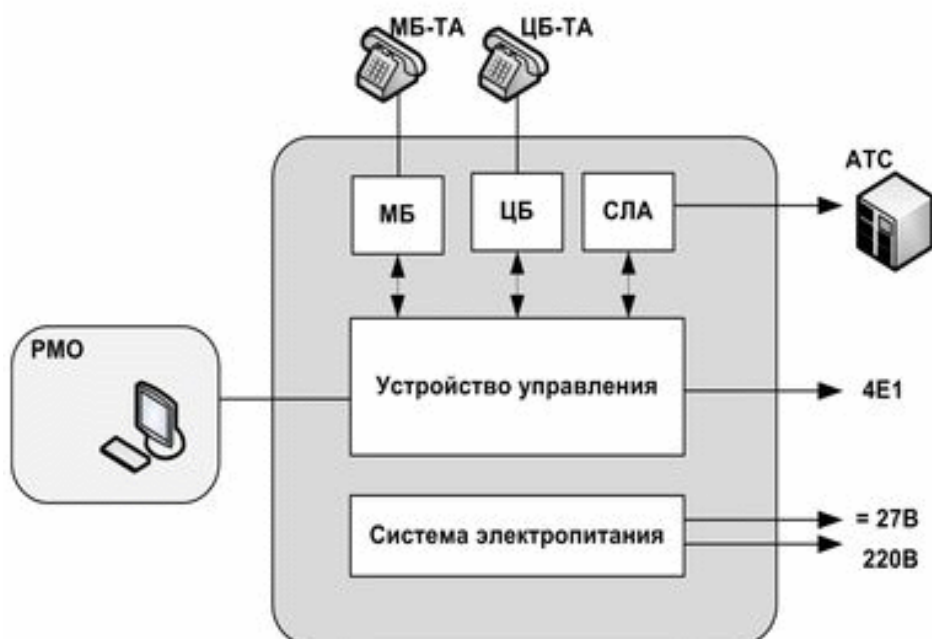 МБ-ТА
ЦБ-ТА
АТС
МБ
ЦБ
СЛА
РМО
Устройство управления
4Е1
Система электропитания
= 27В
220В